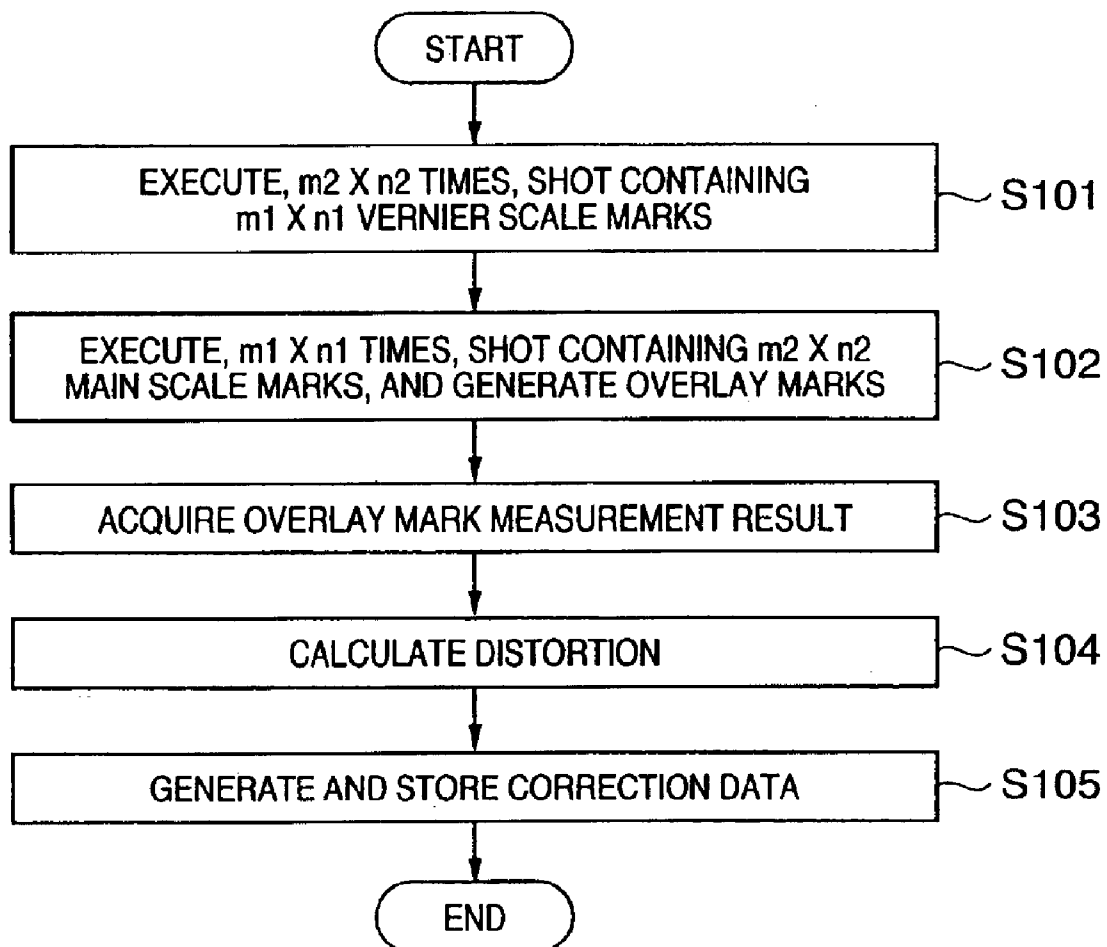 START
EXECUTE, m2 X n2 TIMES, SHOT CONTAINING
m1 X n1 VERNIER SCALE MARKS
S101
EXECUTE, m1 X n1 TIMES, SHOT CONTAINING m2 X n2
MAIN SCALE MARKS, AND GENERATE OVERLAY MARKS
S102
ACQUIRE OVERLAY MARK MEASUREMENT RESULT
S103
CALCULATE DISTORTION
S104
GENERATE AND STORE CORRECTION DATA
S105
END